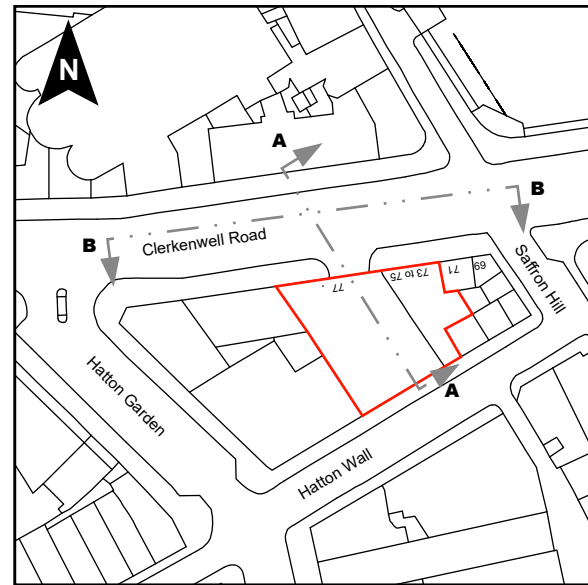 N
A
B
B
Clerkenwell Road
Saffron Hill
77
73 to 75
71
69
A
Hatton Garden
Hatton Wall